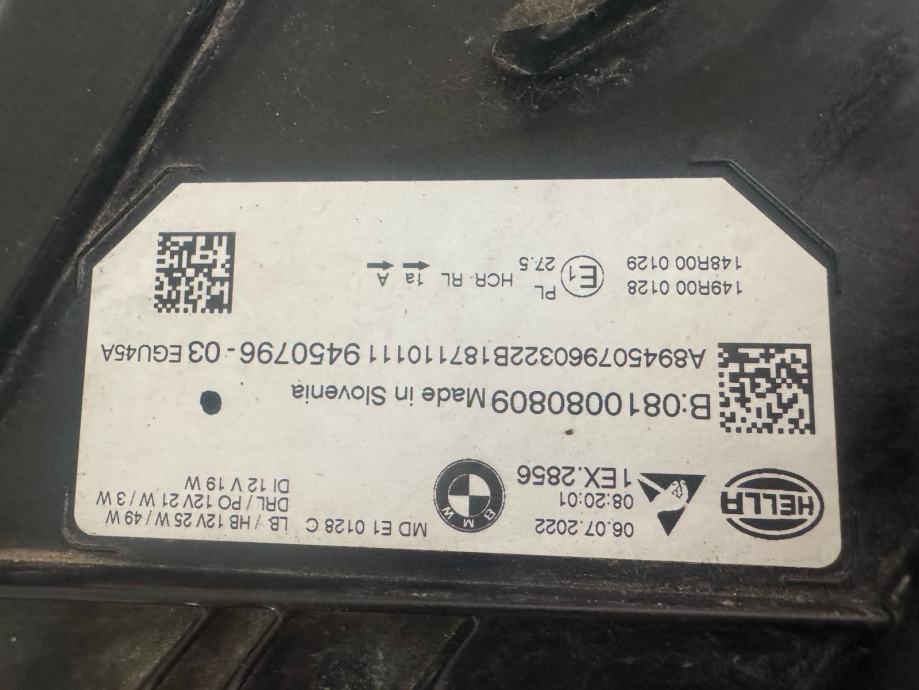 HELLA
06.07.2022
08:20:01
1EX.2856
BMW
MD E1 0128 C
LB / HB 12V 25 W / 49 W
DRL / PO 12V 21 W / 3 W
DI 12 V 19 W
B:0810080809 Made in Slovenia
A894507960322B1871101119450796 - 03 EGU45A
149R00 0128
148R00 0129
E1
PL
27.5
HCR RL
1a
A